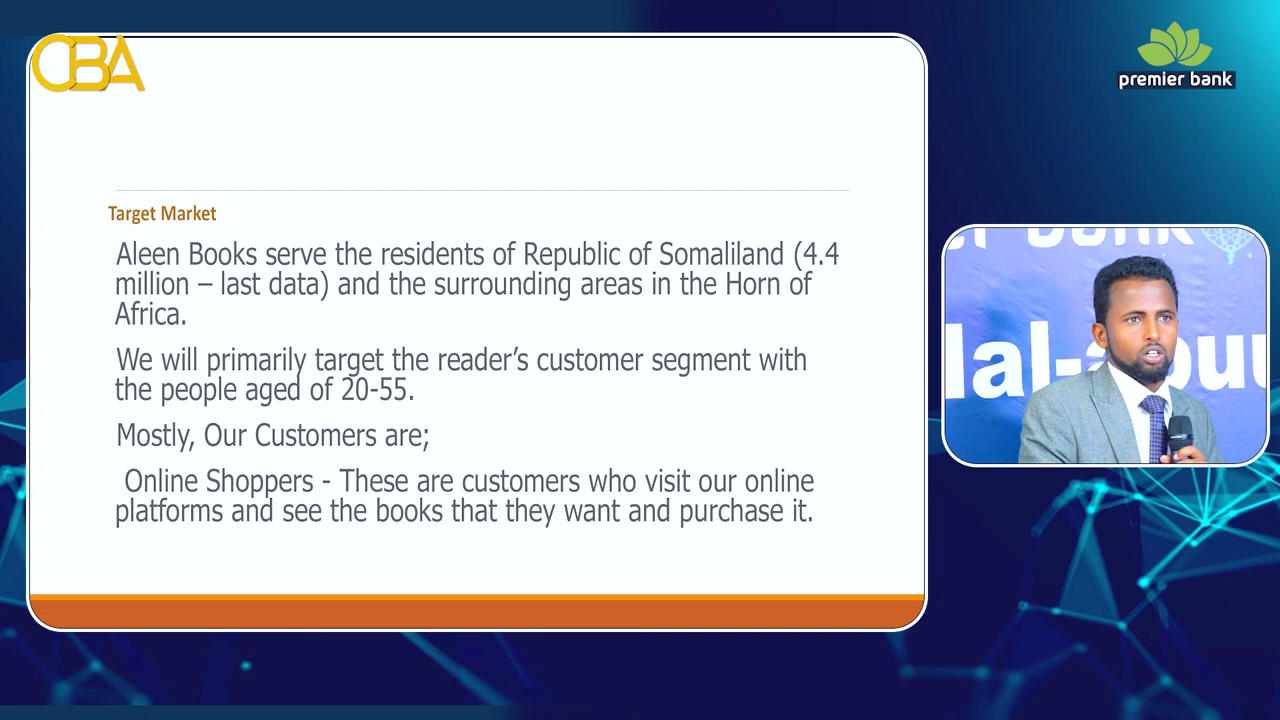 CBA
premier bank
Target Market
Aleen Books serve the residents of Republic of Somaliland (4.4
million – last data) and the surrounding areas in the Horn of
Africa.
We will primarily target the reader’s customer segment with
the people aged of 20-55.
Mostly, Our Customers are;
Online Shoppers - These are customers who visit our online
platforms and see the books that they want and purchase it.